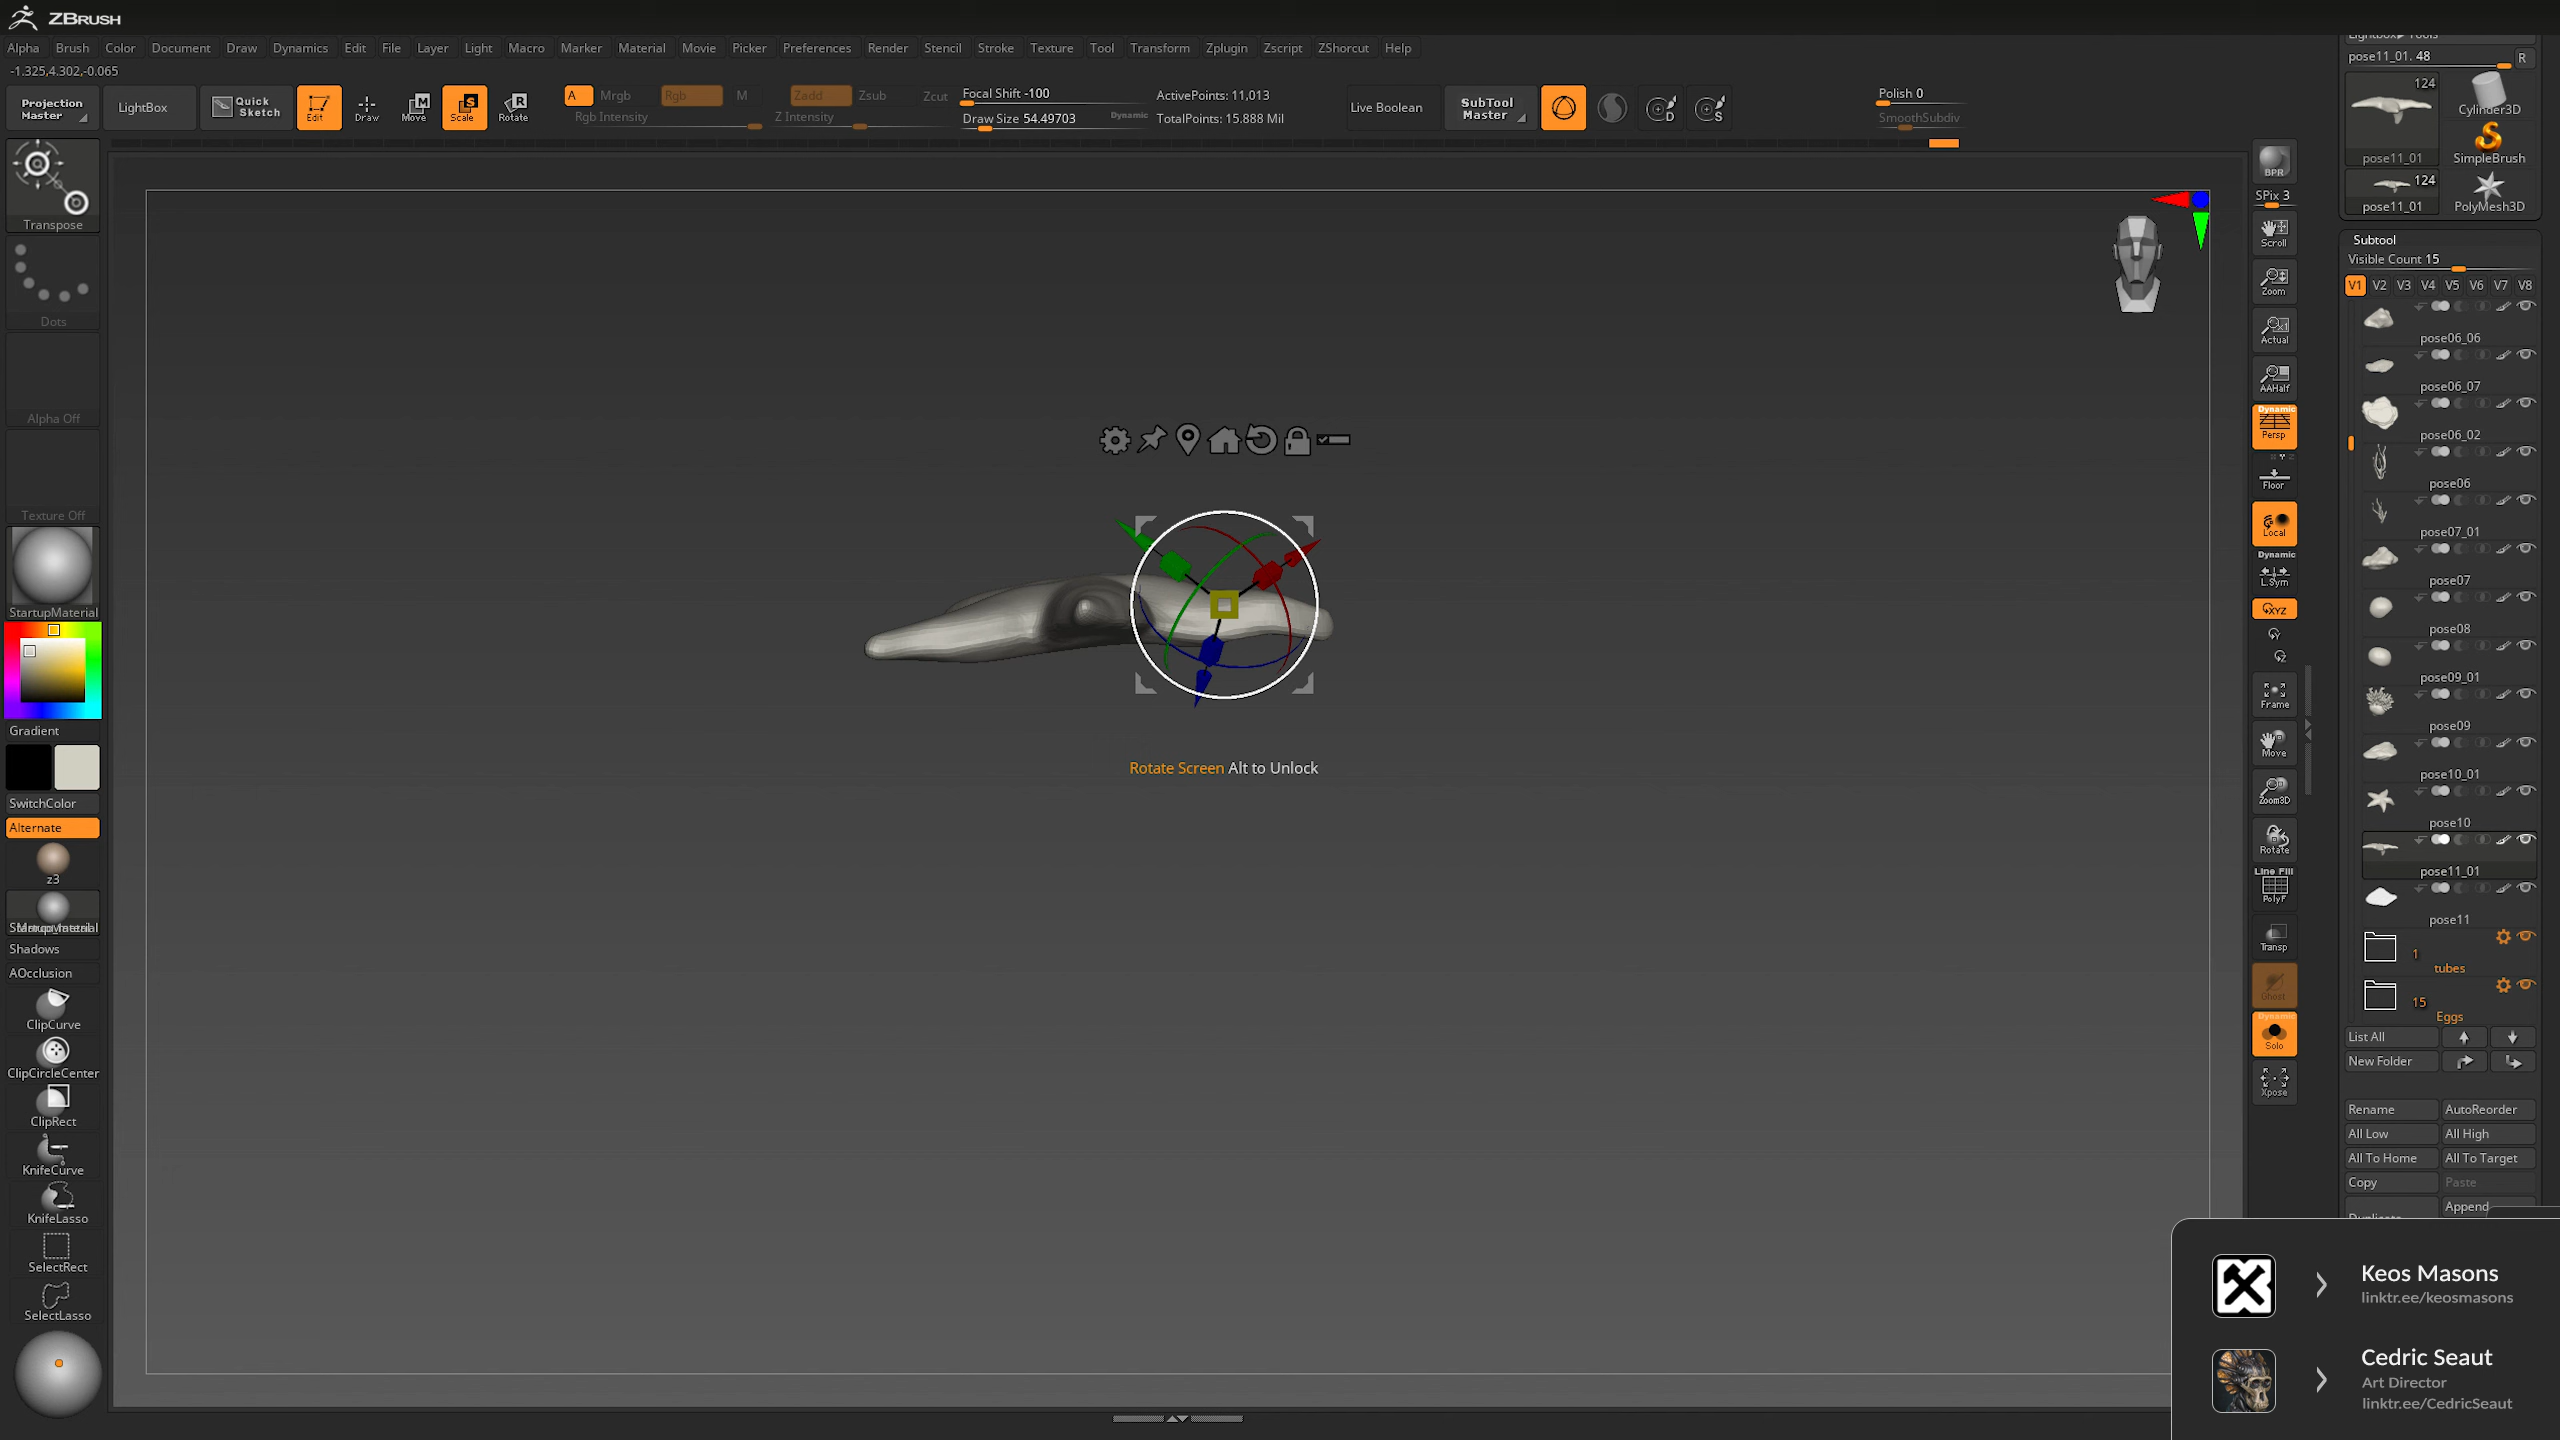 ZBRUSH
Alpha Brush Color Document Draw Dynamics Edit File Layer Light Macro Marker Material Movie Picker Preferences Render Stencil Stroke Texture Tool Transform Zplugin Zscript ZShorcut Help
-1.325,4.302,-0.065
Projection Master
LightBox
Quick Sketch
Edit
Draw
Move
Scale
Rotate
A Mrgb Rgb M
Rgb Intensity
Zadd Zsub Zcut
Z Intensity
Focal Shift -100
Draw Size 54.49703 Dynamic
ActivePoints: 11,013
TotalPoints: 15.888 Mil
Live Boolean
SubTool Master
Polish 0
SmoothSubdiv
Transpose
Dots
Alpha Off
Texture Off
StartupMaterial
Gradient
SwitchColor
Alternate
z3
Shadows
AOcclusion
ClipCurve
ClipCircleCenter
ClipRect
KnifeCurve
KnifeLasso
SelectRect
SelectLasso
Rotate Screen Alt to Unlock
BPR
SPix 3
Scroll
Zoom
Actual
AAHalf
Dynamic
Persp
Floor
Local
Dynamic
L.Sym
XYZ
Y
Z
Frame
Move
Zoom3D
Rotate
Line Fill
PolyF
Transp
Ghost
Dynamic
Solo
Xpose
Lightbox▶ Tools
pose11_01. 48 R
124
pose11_01
Cylinder3D
SimpleBrush
124
pose11_01
PolyMesh3D
Subtool
Visible Count 15
V1 V2 V3 V4 V5 V6 V7 V8
pose06_06
pose06_07
pose06_02
pose06
pose07_01
pose07
pose08
pose09_01
pose09
pose10_01
pose10
pose11_01
pose11
1
tubes
15
Eggs
List All
New Folder
Rename AutoReorder
All Low All High
All To Home All To Target
Copy Paste
Append
Keos Masons
linktr.ee/keosmasons
Cedric Seaut
Art Director
linktr.ee/CedricSeaut